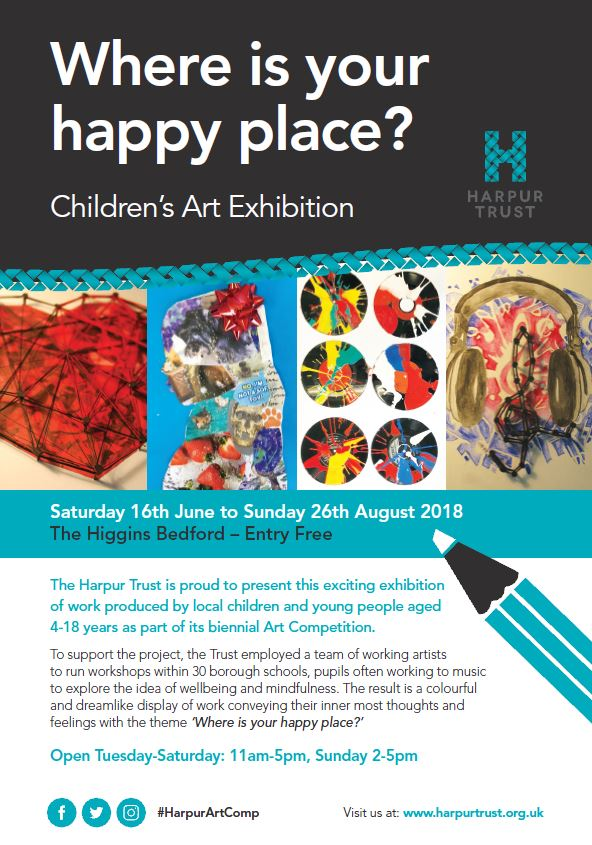 Where is your
happy place?
Children's Art Exhibition
HARPUR
TRUST
Saturday 16th June to Sunday 26th August 2018
The Higgins Bedford – Entry Free
The Harpur Trust is proud to present this exciting exhibition
of work produced by local children and young people aged
4-18 years as part of its biennial Art Competition.
To support the project, the Trust employed a team of working artists
to run workshops within 30 borough schools, pupils often working to music
to explore the idea of wellbeing and mindfulness. The result is a colourful
and dreamlike display of work conveying their inner most thoughts and
feelings with the theme 'Where is your happy place?'
Open Tuesday-Saturday: 11am-5pm, Sunday 2-5pm
#HarpurArtComp
Visit us at: www.harpurtrust.org.uk